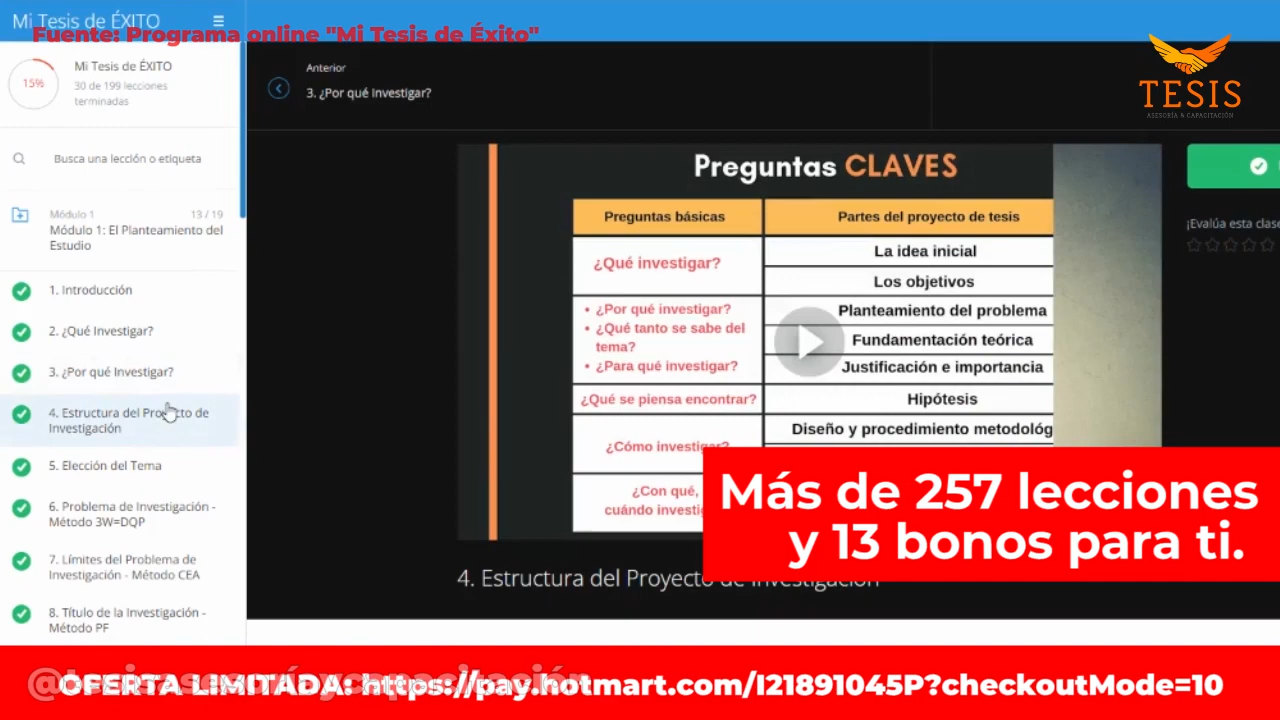 Mi Tesis de ÉXITO
Fuente: Programa online "Mi Tesis de Éxito"
15%
Mi Tesis de ÉXITO
30 de 199 lecciones
terminadas
Busca una lección o etiqueta
Módulo 1
13 / 19
Módulo 1: El Planteamiento del
Estudio
1. Introducción
2. ¿Qué Investigar?
3. ¿Por qué Investigar?
4. Estructura del Proyecto de
Investigación
5. Elección del Tema
6. Problema de Investigación -
Método 3W=DQP
7. Límites del Problema de
Investigación - Método CEA
8. Título de la Investigación -
Método PF
Anterior
3. ¿Por qué Investigar?
TESIS
ASESORÍA & CAPACITACIÓN
Preguntas CLAVES
Preguntas básicas
Partes del proyecto de tesis
¿Qué investigar?
La idea inicial
Los objetivos
• ¿Por qué investigar?
• ¿Qué tanto se sabe del
tema?
• ¿Para qué investigar?
Planteamiento del problema
Fundamentación teórica
Justificación e importancia
¿Qué se piensa encontrar?
Hipótesis
¿Cómo investigar?
Diseño y procedimiento metodológ
¿Con qué,
cuándo investi
¡Evalúa esta clase
Más de 257 lecciones
y 13 bonos para ti.
4. Estructura del Proyecto de Investigación
OFERTA LIMITADA: https://pay.hotmart.com/I21891045P?checkoutMode=10